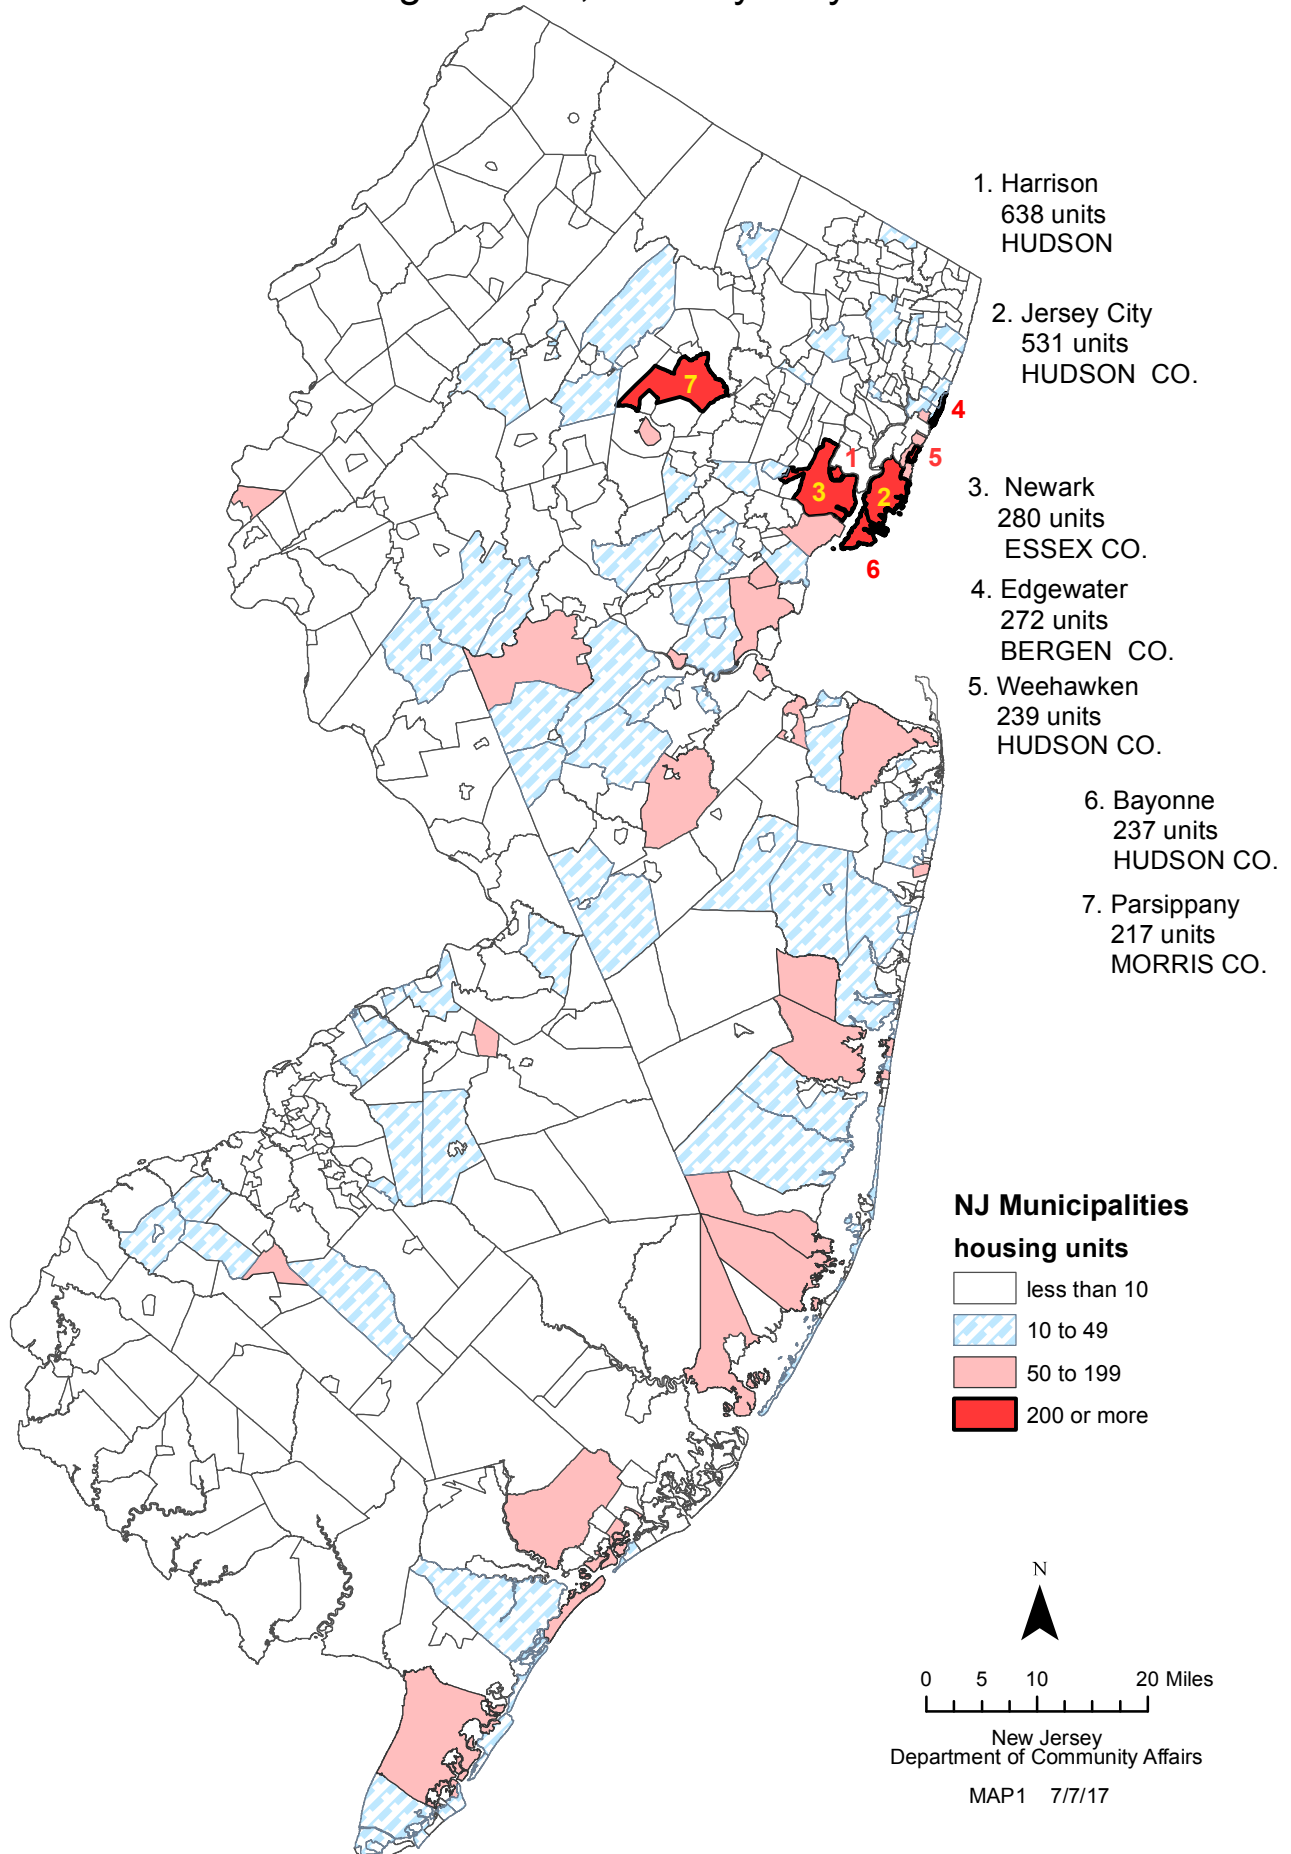 1. Harrison
638 units
HUDSON
2. Jersey City
531 units
HUDSON CO.
3. Newark
280 units
ESSEX CO.
4. Edgewater
272 units
BERGEN CO.
5. Weehawken
239 units
HUDSON CO.
6. Bayonne
237 units
HUDSON CO.
7. Parsippany
217 units
MORRIS CO.
7
4
1
5
3
2
6
NJ Municipalities
housing units
less than 10
10 to 49
50 to 199
200 or more
N
0 5 10 20 Miles
New Jersey
Department of Community Affairs
MAP1 7/7/17